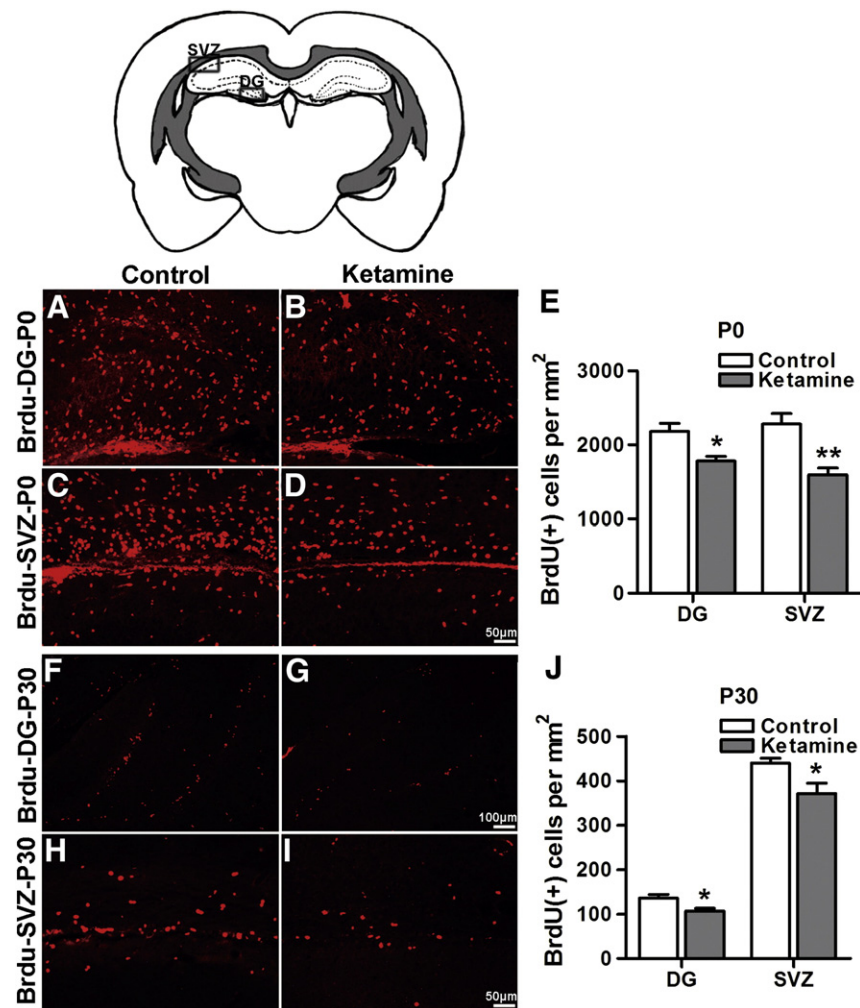 SVZ
DG
Control
Ketamine
Brdu-DG-P0
A
B
Brdu-SVZ-P0
C
D
50μm
E
P0
Control
Ketamine
BrdU(+) cells per mm²
3000
2000
1000
0
*
**
DG
SVZ
Brdu-DG-P30
F
G
100μm
Brdu-SVZ-P30
H
I
50μm
J
P30
Control
Ketamine
BrdU(+) cells per mm²
500
400
300
200
100
0
*
*
DG
SVZ